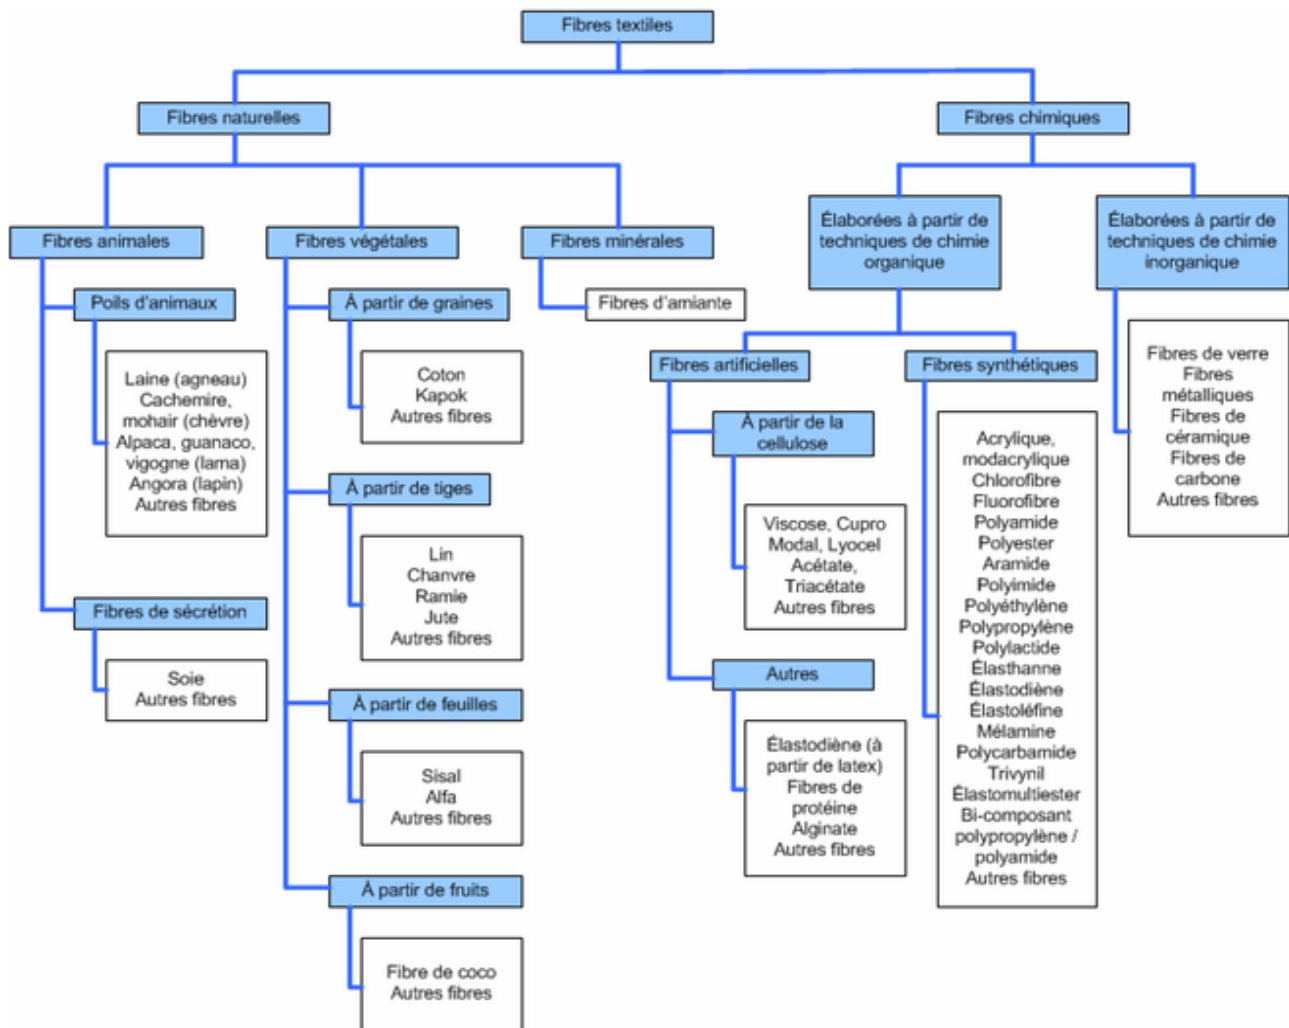 Fibres textiles
Fibres naturelles
Fibres chimiques
Fibres animales
Fibres végétales
Fibres minérales
Élaborées à partir de
techniques de chimie
organique
Élaborées à partir de
techniques de chimie
inorganique
Poils d'animaux
Laine (agneau)
Cachemire,
mohair (chèvre)
Alpaca, guanaco,
vigogne (lama)
Angora (lapin)
Autres fibres
Fibres de sécrétion
Soie
Autres fibres
À partir de graines
Coton
Kapok
Autres fibres
À partir de tiges
Lin
Chanvre
Ramie
Jute
Autres fibres
À partir de feuilles
Sisal
Alfa
Autres fibres
À partir de fruits
Fibre de coco
Autres fibres
Fibres d'amiante
Fibres artificielles
À partir de la
cellulose
Viscose, Cupro
Modal, Lyocel
Acétate,
Triacétate
Autres fibres
Autres
Élastodiène (à
partir de latex)
Fibres de
protéine
Alginate
Autres fibres
Fibres synthétiques
Acrylique,
modacrylique
Chlorofibre
Fluorofibre
Polyamide
Polyester
Aramide
Polyimide
Polyéthylène
Polypropylène
Polylactide
Élasthanne
Élastodiène
Élastoléfine
Mélamine
Polycarbamide
Trivynil
Élastomultiester
Bi-composant
polypropylène /
polyamide
Autres fibres
Fibres de verre
Fibres
métalliques
Fibres de
céramique
Fibres de
carbone
Autres fibres